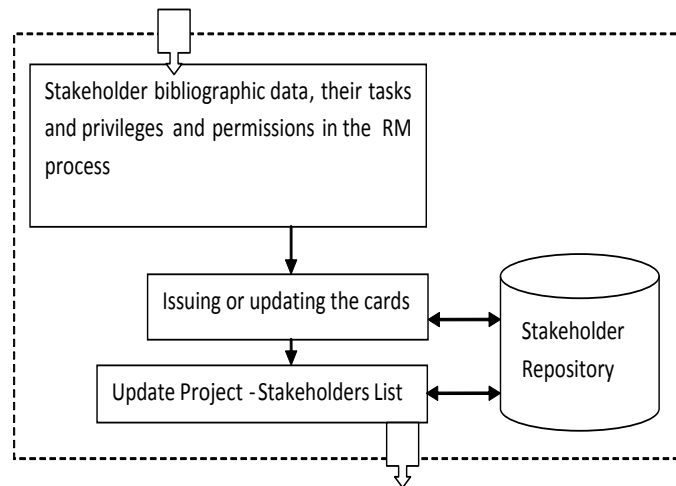 Stakeholder bibliographic data, their tasks
and privileges and permissions in the RM
process
Issuing or updating the cards
Stakeholder
Repository
Update Project - Stakeholders List